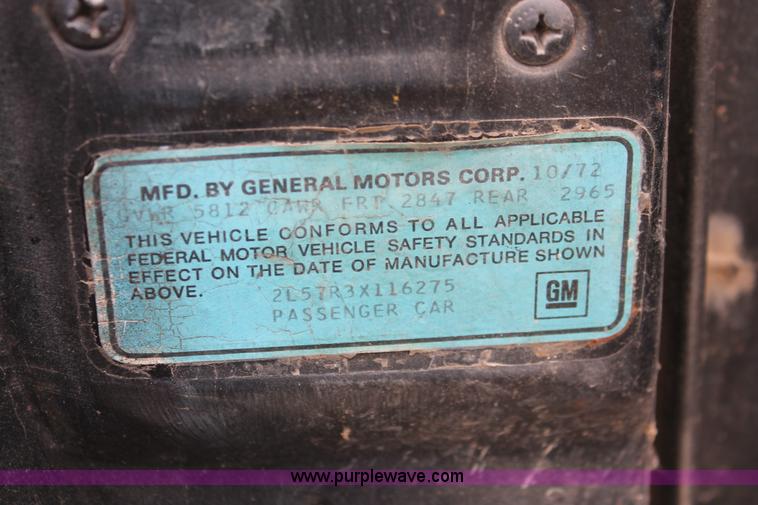 MFD. BY GENERAL MOTORS CORP. 10/72
GVWR 5812 GAWR FRT 2847 REAR 2965
THIS VEHICLE CONFORMS TO ALL APPLICABLE
FEDERAL MOTOR VEHICLE SAFETY STANDARDS IN
EFFECT ON THE DATE OF MANUFACTURE SHOWN
ABOVE.
2L57R3X116275
PASSENGER CAR
GM
www.purplewave.com